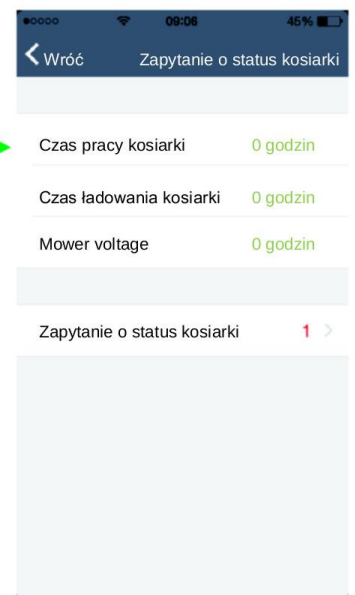 09:06 45%
Wróć Zapytanie o status kosiarki
Czas pracy kosiarki 0 godzin
Czas ładowania kosiarki 0 godzin
Mower voltage 0 godzin
Zapytanie o status kosiarki 1